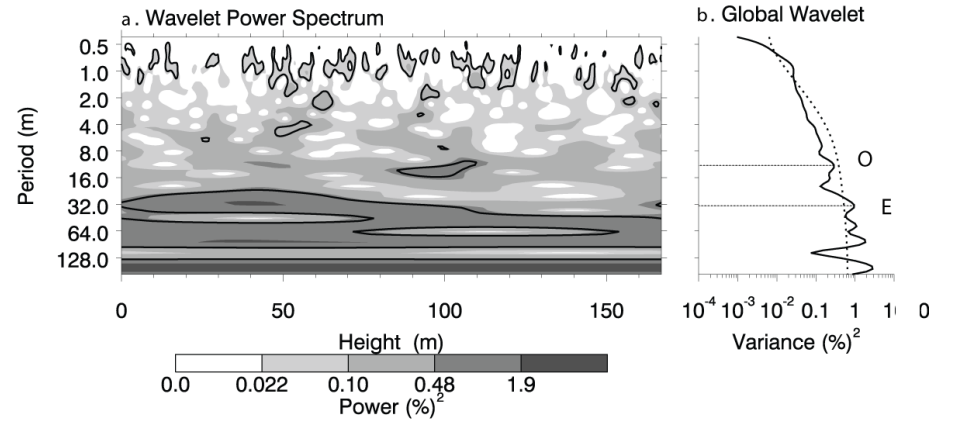 a. Wavelet Power Spectrum
b. Global Wavelet
Period (m)
0.5
1.0
2.0
4.0
8.0
16.0
32.0
64.0
128.0
0 50 100 150
Height (m)
O
E
10⁻⁴ 10⁻³ 10⁻² 0.1 1 1 0
Variance (%)²
0.0 0.022 0.10 0.48 1.9
Power (%)²